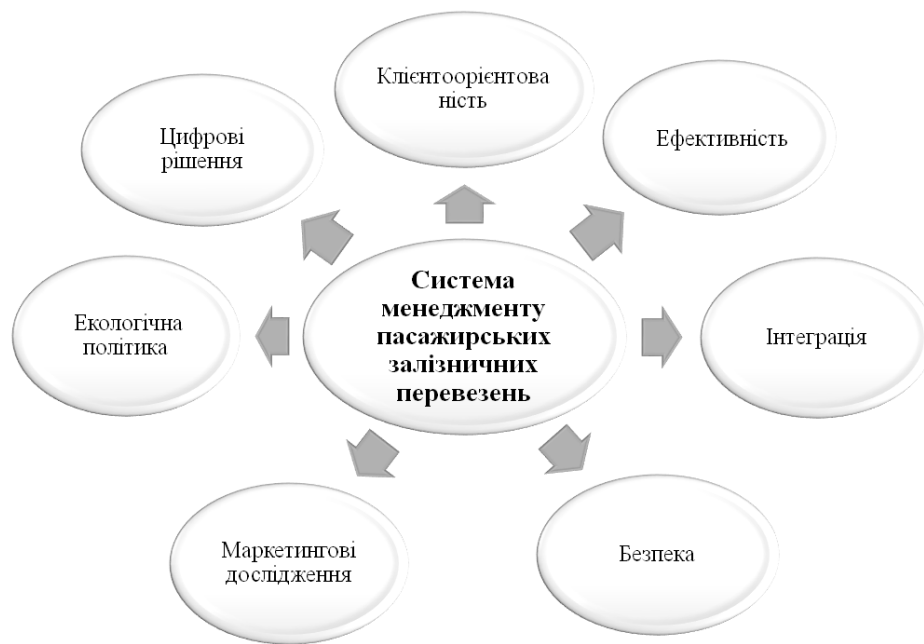 Клієнтоорієнтова
ність
Цифрові
рішення
Ефективність
Система
менеджменту
пасажирських
залізничних
перевезень
Екологічна
політика
Інтеграція
Маркетингові
дослідження
Безпека